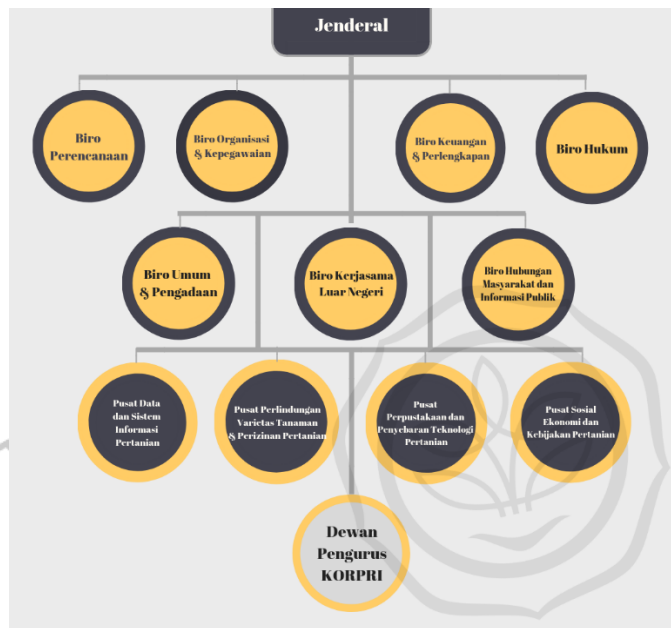 Jenderal
Biro
Perencanaan
Biro Organisasi
& Kepegawaian
Biro Keuangan
& Perlengkapan
Biro Hukum
Biro Umum
& Pengadaan
Biro Kerjasama
Luar Negeri
Biro Hubungan
Masyarakat dan
Informasi Publik
Pusat Data
dan Sistem
Informasi
Pertanian
Pusat Perlindungan
Varietas Tanaman
& Perizinan Pertanian
Pusat
Perpustakaan dan
Penyebaran Teknologi
Pertanian
Pusat Sosial
Ekonomi dan
Kebijakan Pertanian
Dewan
Pengurus
KORPRI